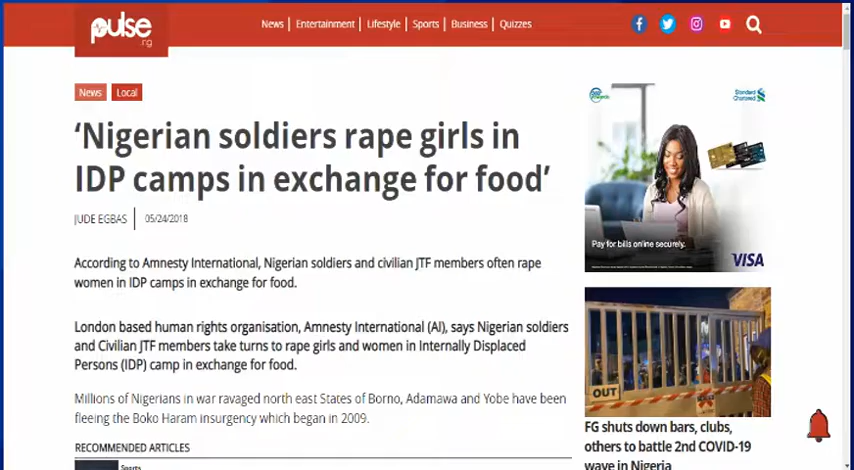 pulse
.ng
News | Entertainment | Lifestyle | Sports | Business | Quizzes
News Local
‘Nigerian soldiers rape girls in
IDP camps in exchange for food’
JUDE EGBAS | 05/24/2018
According to Amnesty International, Nigerian soldiers and civilian JTF members often rape
women in IDP camps in exchange for food.
London based human rights organisation, Amnesty International (AI), says Nigerian soldiers
and Civilian JTF members take turns to rape girls and women in Internally Displaced
Persons (IDP) camp in exchange for food.
Millions of Nigerians in war ravaged north east States of Borno, Adamawa and Yobe have been
fleeing the Boko Haram insurgency which began in 2009.
RECOMMENDED ARTICLES
Sports
Standard
Chartered
Pay for bills online securely.
VISA
OUT
FG shuts down bars, clubs,
others to battle 2nd COVID-19
wave in Nigeria